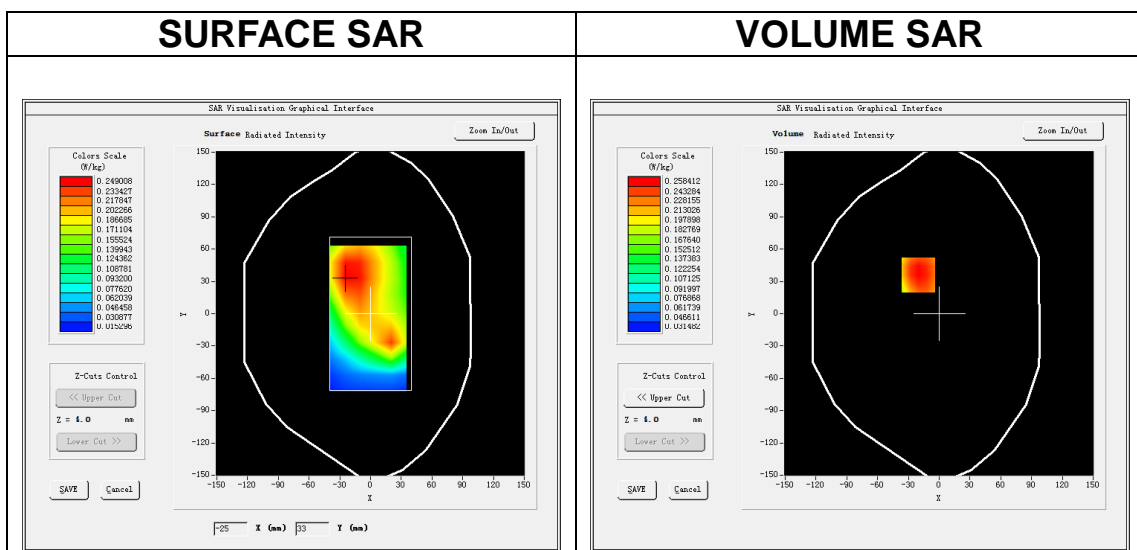 SURFACE SAR
VOLUME SAR
SAR Visualisation Graphical Interface
Surface Radiated Intensity
Zoom In/Out
Colors Scale
(W/kg)
0.249008
0.233427
0.217847
0.202266
0.186685
0.171104
0.155524
0.139943
0.124362
0.108781
0.093200
0.077620
0.062039
0.046458
0.030877
0.015296
Z-Cuts Control
<< Upper Cut
Z = 4.0 mm
Lower Cut >>
SAVE Cancel
150
120
90
60
30
0
-30
-60
-90
-120
-150
Y
-150 -120 -90 -60 -30 0 30 60 90 120 150
X
-25 X (mm) 33 Y (mm)
SAR Visualisation Graphical Interface
Volume Radiated Intensity
Zoom In/Out
Colors Scale
(W/kg)
0.258412
0.243284
0.228155
0.213026
0.197898
0.182769
0.167640
0.152512
0.137383
0.122254
0.107125
0.091997
0.076868
0.061739
0.046611
0.031482
Z-Cuts Control
<< Upper Cut
Z = 4.0 mm
Lower Cut >>
SAVE Cancel
150
120
90
60
30
0
-30
-60
-90
-120
-150
Y
-150 -120 -90 -60 -30 0 30 60 90 120 150
X